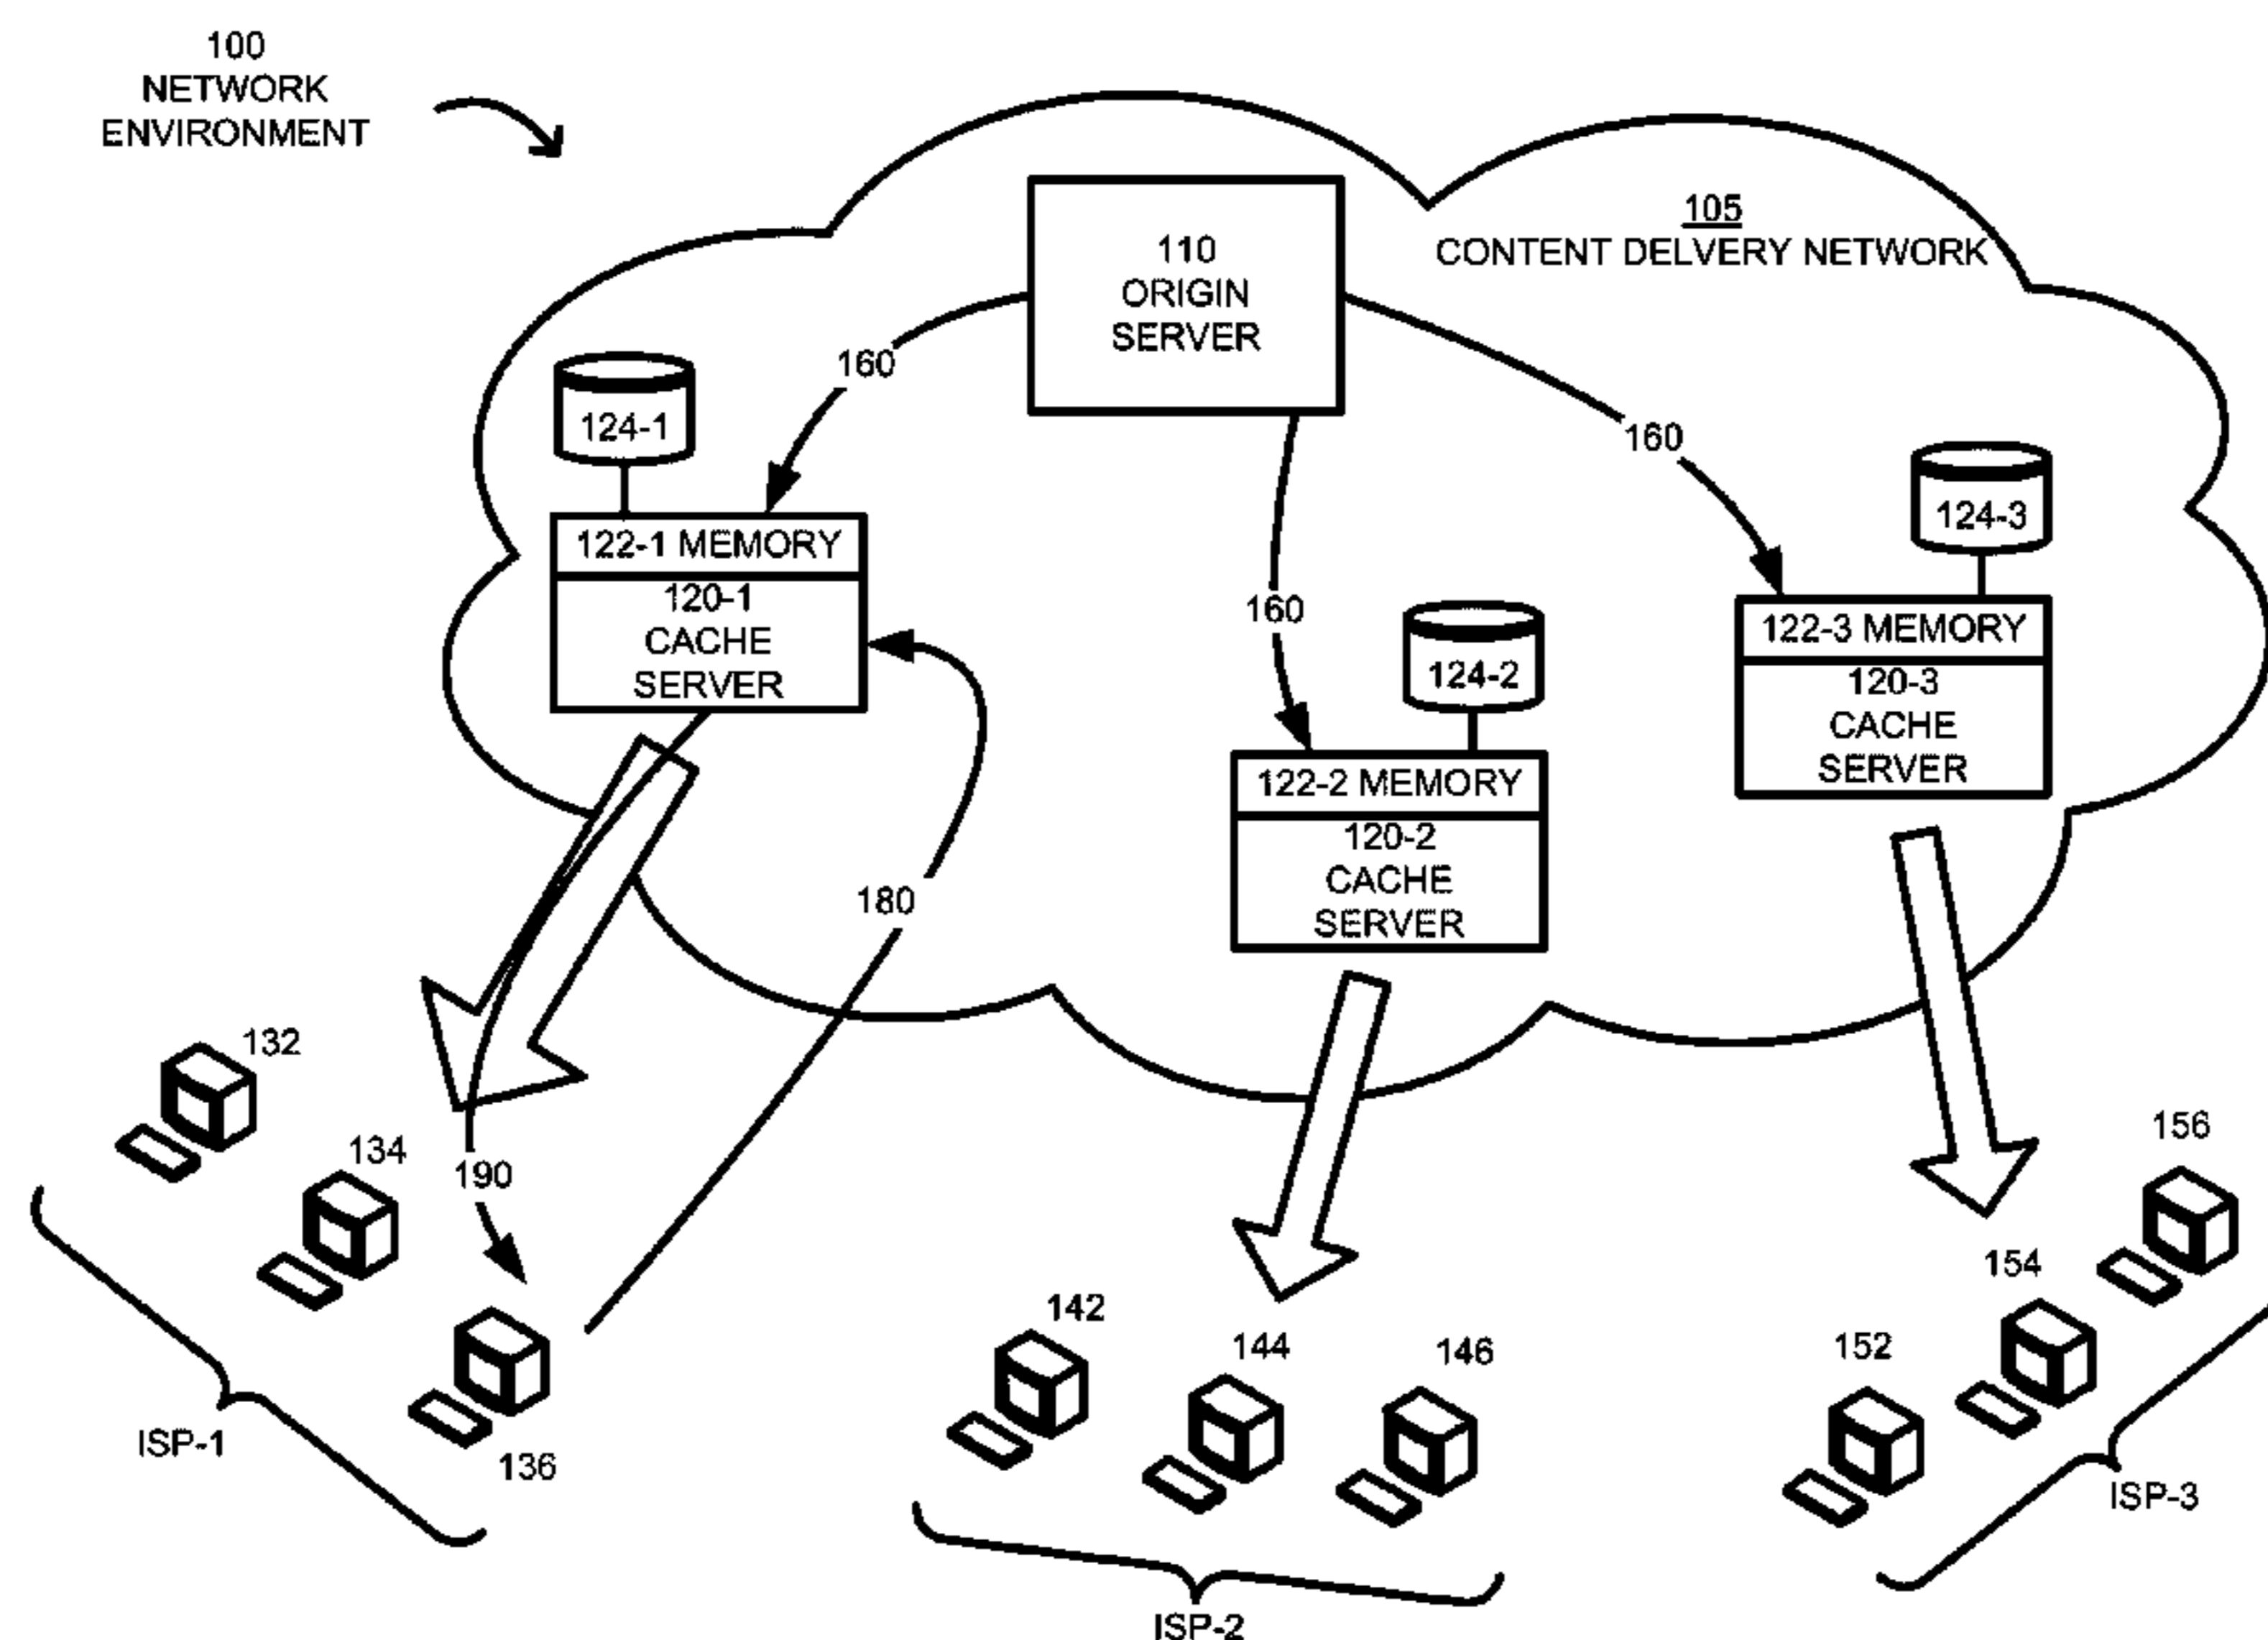 100
NETWORK
ENVIRONMENT
105
CONTENT DELVERY NETWORK
110
ORIGIN
SERVER
160
160
160
124-1
122-1 MEMORY
120-1
CACHE
SERVER
124-2
122-2 MEMORY
120-2
CACHE
SERVER
124-3
122-3 MEMORY
120-3
CACHE
SERVER
180
190
132
134
136
ISP-1
142
144
146
ISP-2
152
154
156
ISP-3